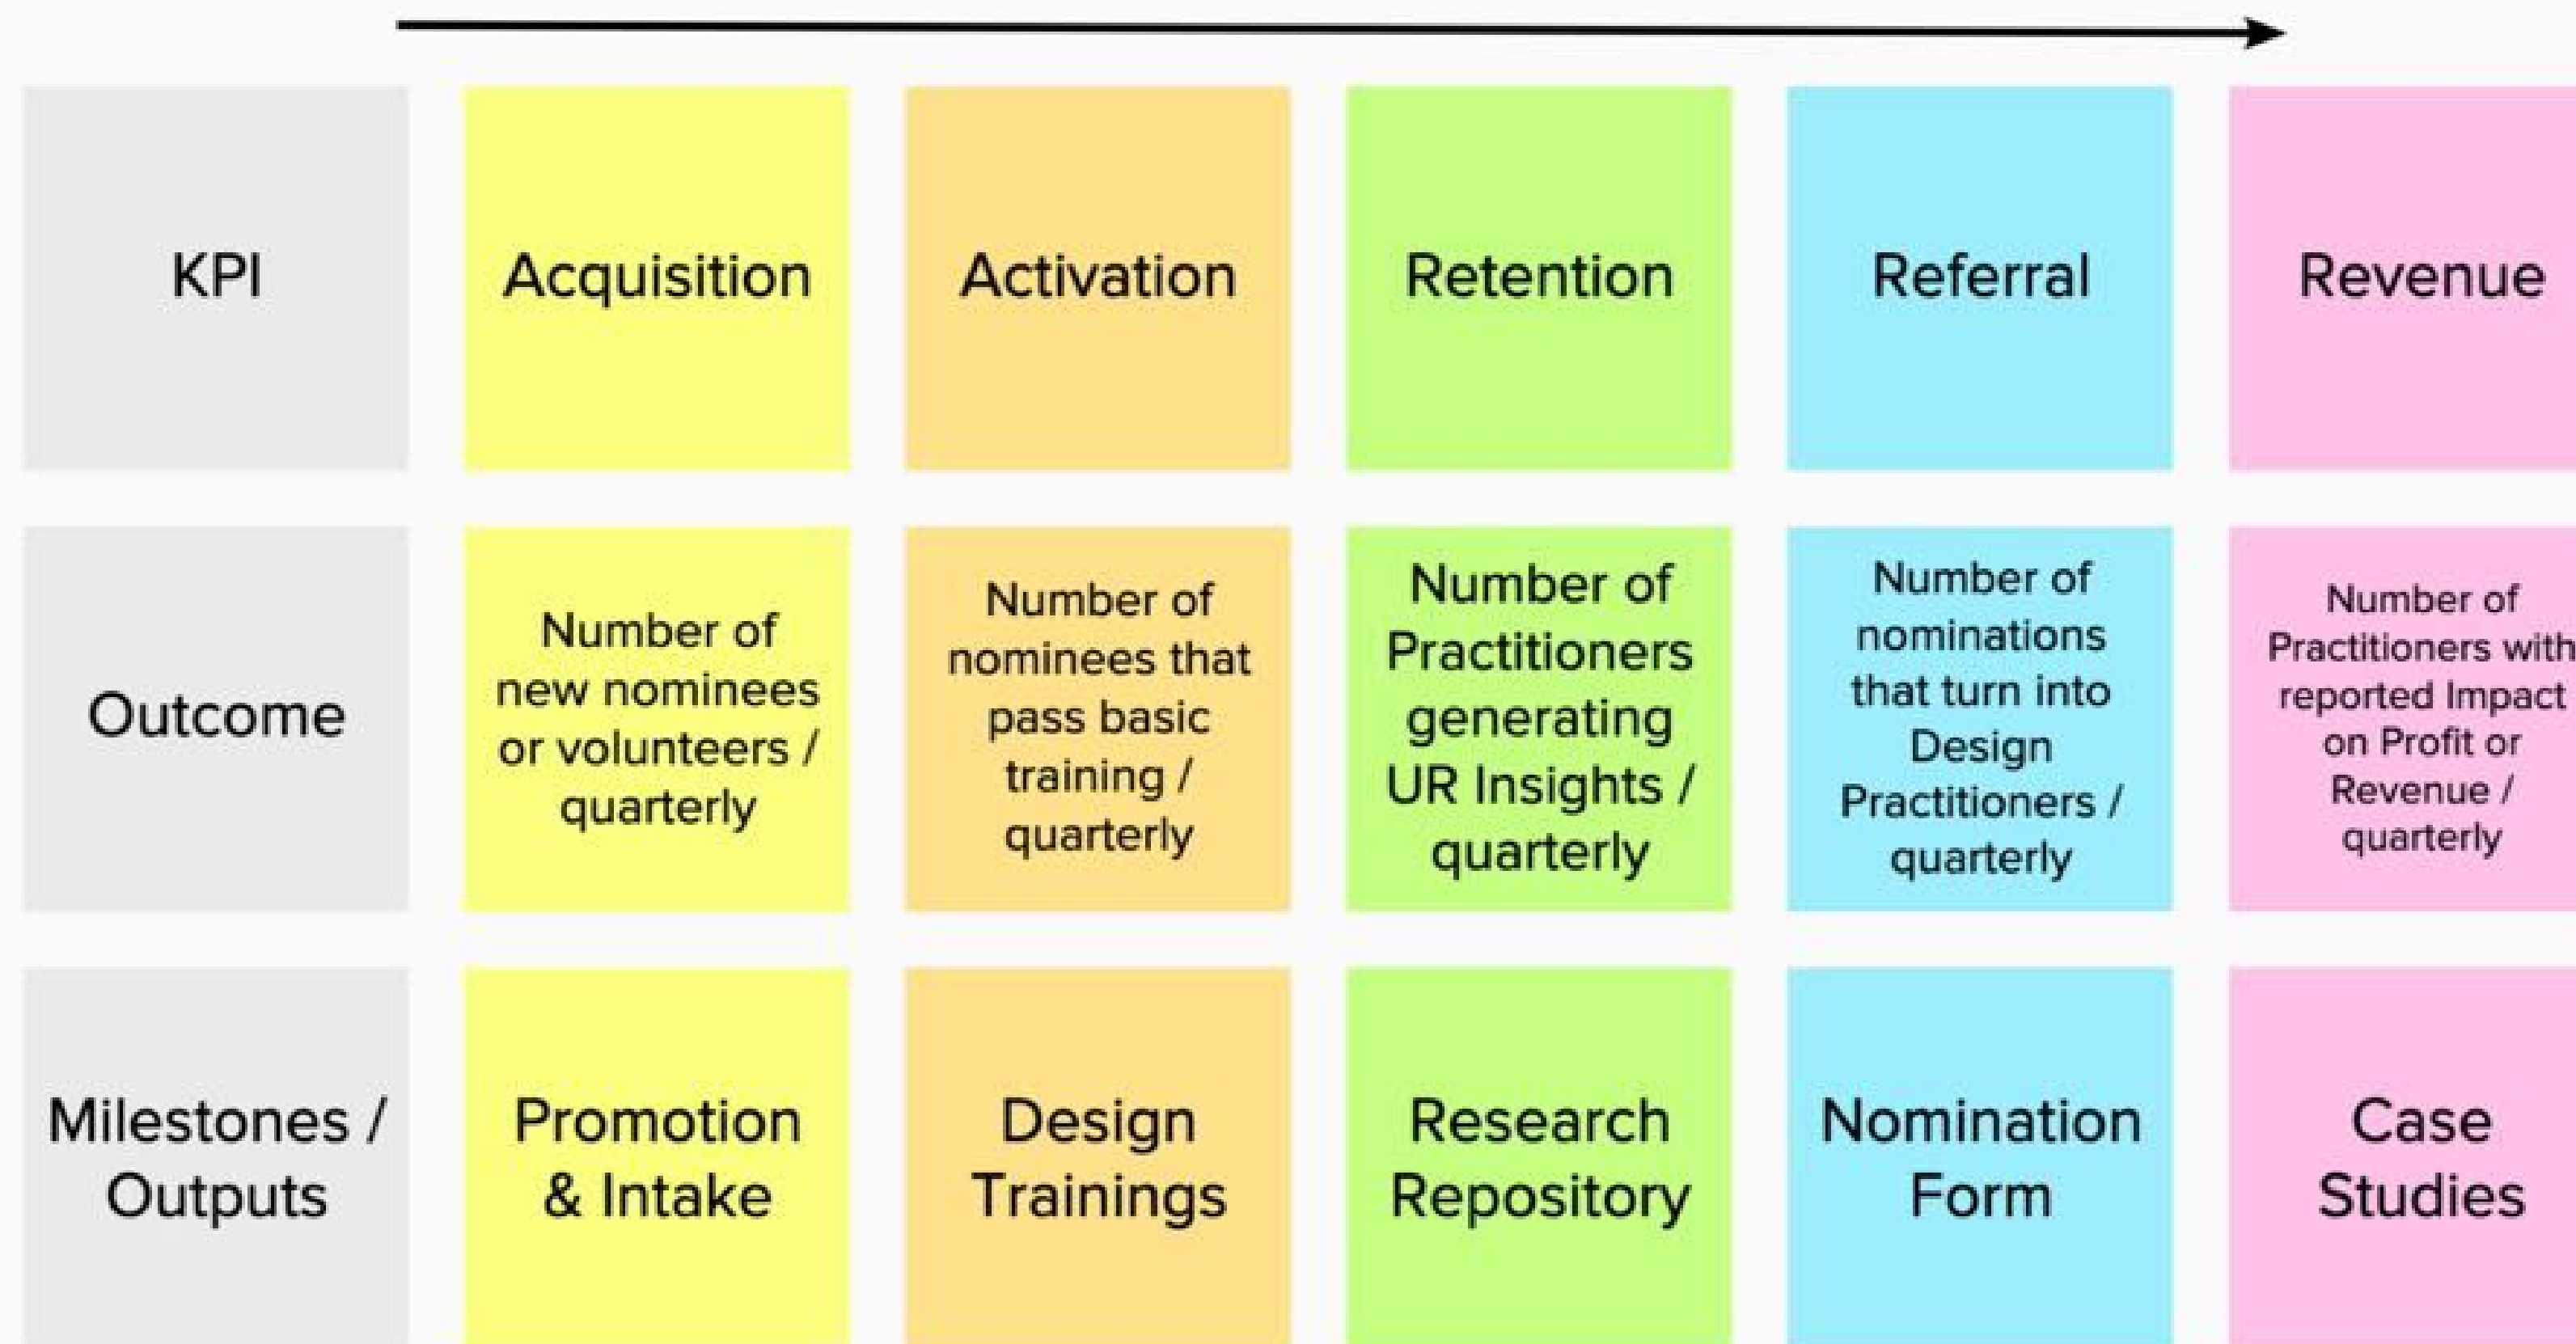 KPI
Acquisition
Activation
Retention
Referral
Revenue
Outcome
Number of
new nominees
or volunteers /
quarterly
Number of
nominees that
pass basic
training /
quarterly
Number of
Practitioners
generating
UR Insights /
quarterly
Number of
nominations
that turn into
Design
Practitioners /
quarterly
Number of
Practitioners with
reported Impact
on Profit or
Revenue /
quarterly
Milestones /
Outputs
Promotion
& Intake
Design
Trainings
Research
Repository
Nomination
Form
Case
Studies